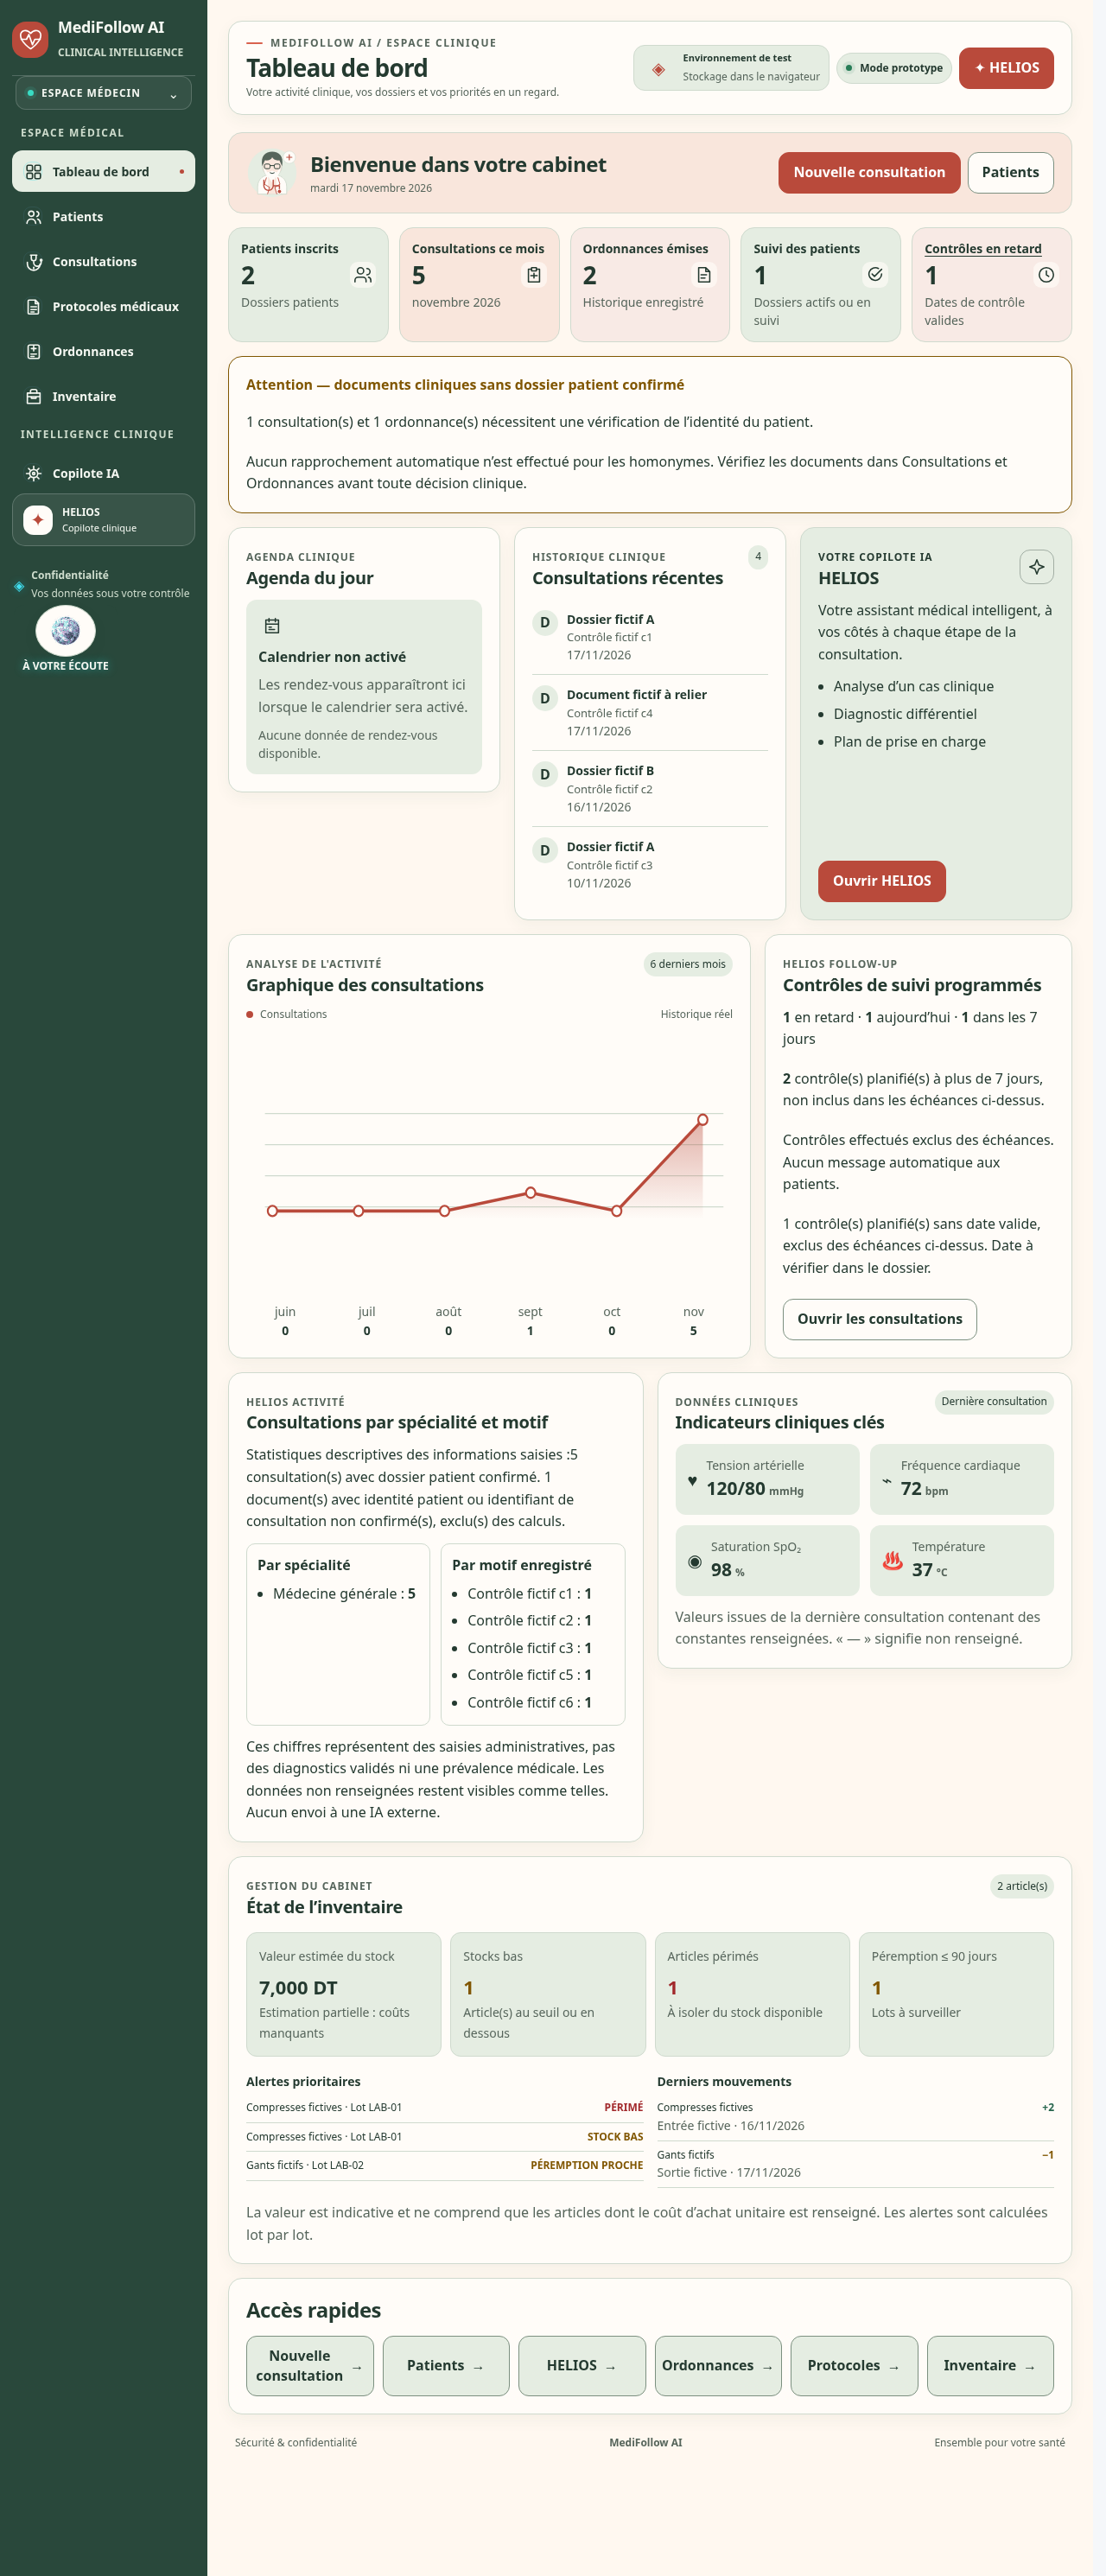 MediFollow AI
CLINICAL INTELLIGENCE
ESPACE MÉDECIN
ESPACE MÉDICAL
Tableau de bord
Patients
Consultations
Protocoles médicaux
Ordonnances
Inventaire
INTELLIGENCE CLINIQUE
Copilote IA
HELIOS
Copilote clinique
Confidentialité
Vos données sous votre contrôle
À VOTRE ÉCOUTE
MEDIFOLLOW AI / ESPACE CLINIQUE
Tableau de bord
Votre activité clinique, vos dossiers et vos priorités en un regard.
Environnement de test
Stockage dans le navigateur
Mode prototype
✦ HELIOS
Bienvenue dans votre cabinet
mardi 17 novembre 2026
Nouvelle consultation
Patients
Patients inscrits
2
Dossiers patients
Consultations ce mois
5
novembre 2026
Ordonnances émises
2
Historique enregistré
Suivi des patients
1
Dossiers actifs ou en
suivi
Contrôles en retard
1
Dates de contrôle
valides
Attention — documents cliniques sans dossier patient confirmé
1 consultation(s) et 1 ordonnance(s) nécessitent une vérification de l’identité du patient.
Aucun rapprochement automatique n’est effectué pour les homonymes. Vérifiez les documents dans Consultations et
Ordonnances avant toute décision clinique.
AGENDA CLINIQUE
Agenda du jour
Calendrier non activé
Les rendez-vous apparaîtront ici
lorsque le calendrier sera activé.
Aucune donnée de rendez-vous
disponible.
HISTORIQUE CLINIQUE
4
Consultations récentes
D
Dossier fictif A
Contrôle fictif c1
17/11/2026
D
Document fictif à relier
Contrôle fictif c4
17/11/2026
D
Dossier fictif B
Contrôle fictif c2
16/11/2026
D
Dossier fictif A
Contrôle fictif c3
10/11/2026
VOTRE COPILOTE IA
HELIOS
Votre assistant médical intelligent, à
vos côtés à chaque étape de la
consultation.
• Analyse d’un cas clinique
• Diagnostic différentiel
• Plan de prise en charge
Ouvrir HELIOS
ANALYSE DE L'ACTIVITÉ
6 derniers mois
Graphique des consultations
Consultations
Historique réel
juin juil août sept oct nov
0 0 0 1 0 5
HELIOS FOLLOW-UP
Contrôles de suivi programmés
1 en retard · 1 aujourd’hui · 1 dans les 7
jours
2 contrôle(s) planifié(s) à plus de 7 jours,
non inclus dans les échéances ci-dessus.
Contrôles effectués exclus des échéances.
Aucun message automatique aux
patients.
1 contrôle(s) planifié(s) sans date valide,
exclus des échéances ci-dessus. Date à
vérifier dans le dossier.
Ouvrir les consultations
HELIOS ACTIVITÉ
Consultations par spécialité et motif
Statistiques descriptives des informations saisies :5
consultation(s) avec dossier patient confirmé. 1
document(s) avec identité patient ou identifiant de
consultation non confirmé(s), exclu(s) des calculs.
Par spécialité
• Médecine générale : 5
Par motif enregistré
• Contrôle fictif c1 : 1
• Contrôle fictif c2 : 1
• Contrôle fictif c3 : 1
• Contrôle fictif c5 : 1
• Contrôle fictif c6 : 1
Ces chiffres représentent des saisies administratives, pas
des diagnostics validés ni une prévalence médicale. Les
données non renseignées restent visibles comme telles.
Aucun envoi à une IA externe.
DONNÉES CLINIQUES
Dernière consultation
Indicateurs cliniques clés
Tension artérielle
120/80 mmHg
Fréquence cardiaque
72 bpm
Saturation SpO₂
98 %
Température
37 °C
Valeurs issues de la dernière consultation contenant des
constantes renseignées. « — » signifie non renseigné.
GESTION DU CABINET
2 article(s)
État de l’inventaire
Valeur estimée du stock
7,000 DT
Estimation partielle : coûts
manquants
Stocks bas
1
Article(s) au seuil ou en
dessous
Articles périmés
1
À isoler du stock disponible
Péremption ≤ 90 jours
1
Lots à surveiller
Alertes prioritaires
Compresses fictives · Lot LAB-01 PÉRIMÉ
Compresses fictives · Lot LAB-01 STOCK BAS
Gants fictifs · Lot LAB-02 PÉREMPTION PROCHE
Derniers mouvements
Compresses fictives +2
Entrée fictive · 16/11/2026
Gants fictifs −1
Sortie fictive · 17/11/2026
La valeur est indicative et ne comprend que les articles dont le coût d’achat unitaire est renseigné. Les alertes sont calculées
lot par lot.
Accès rapides
Nouvelle
consultation →
Patients →
HELIOS →
Ordonnances →
Protocoles →
Inventaire →
Sécurité & confidentialité
MediFollow AI
Ensemble pour votre santé